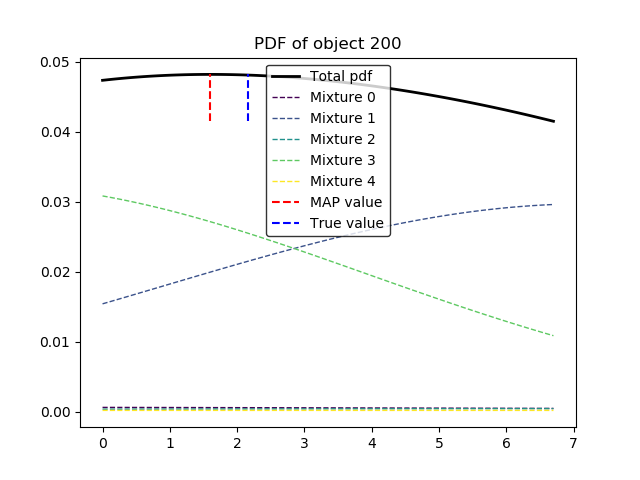 PDF of object 200
0.05
0.04
0.03
0.02
0.01
0.00
0 1 2 3 4 5 6 7
Total pdf
Mixture 0
Mixture 1
Mixture 2
Mixture 3
Mixture 4
MAP value
True value